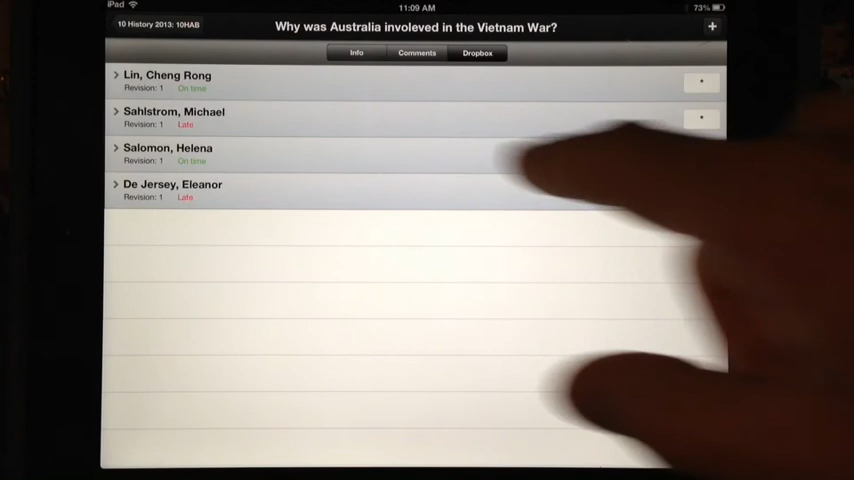 iPad 11:09 AM 73%
10 History 2013: 10HAB Why was Australia involeved in the Vietnam War? +
Info Comments Dropbox
Lin, Cheng Rong
Revision: 1 On time
*
Sahlstrom, Michael
Revision: 1 Late
*
Salomon, Helena
Revision: 1 On time
De Jersey, Eleanor
Revision: 1 Late